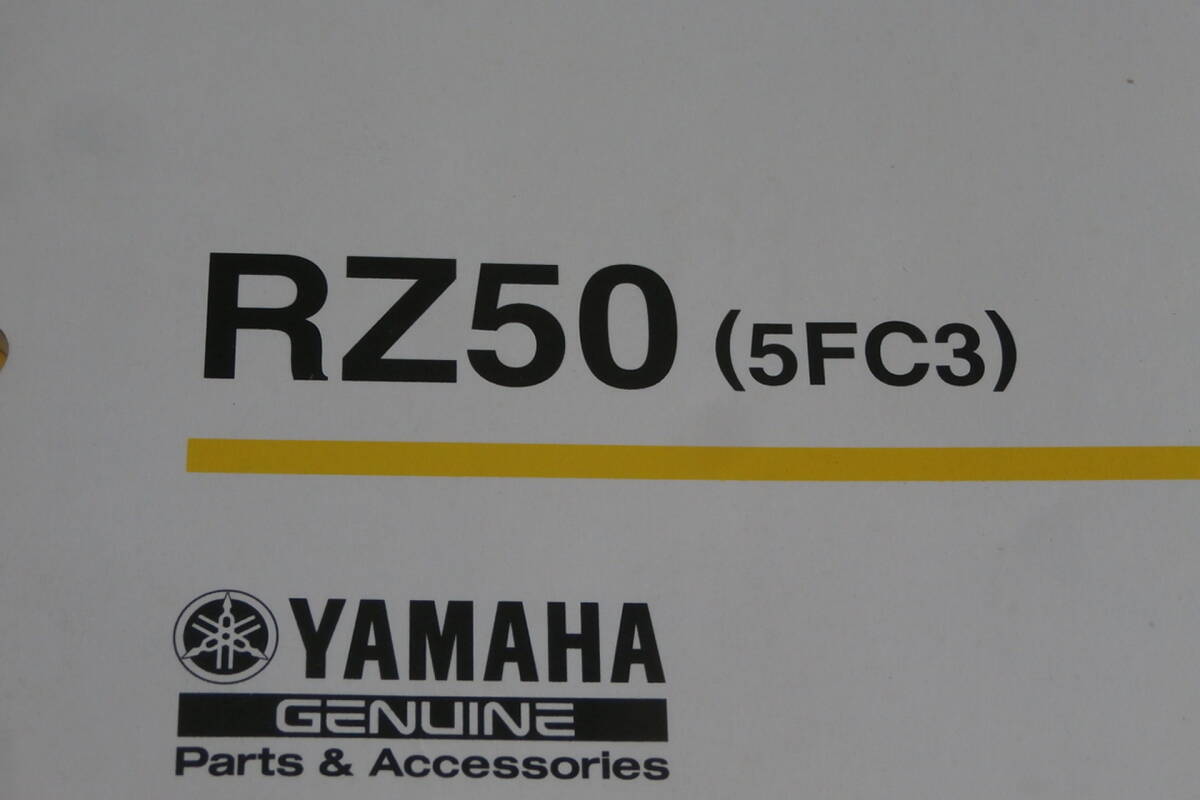 RZ50 (5FC3)
YAMAHA
GENUINE
Parts & Accessories